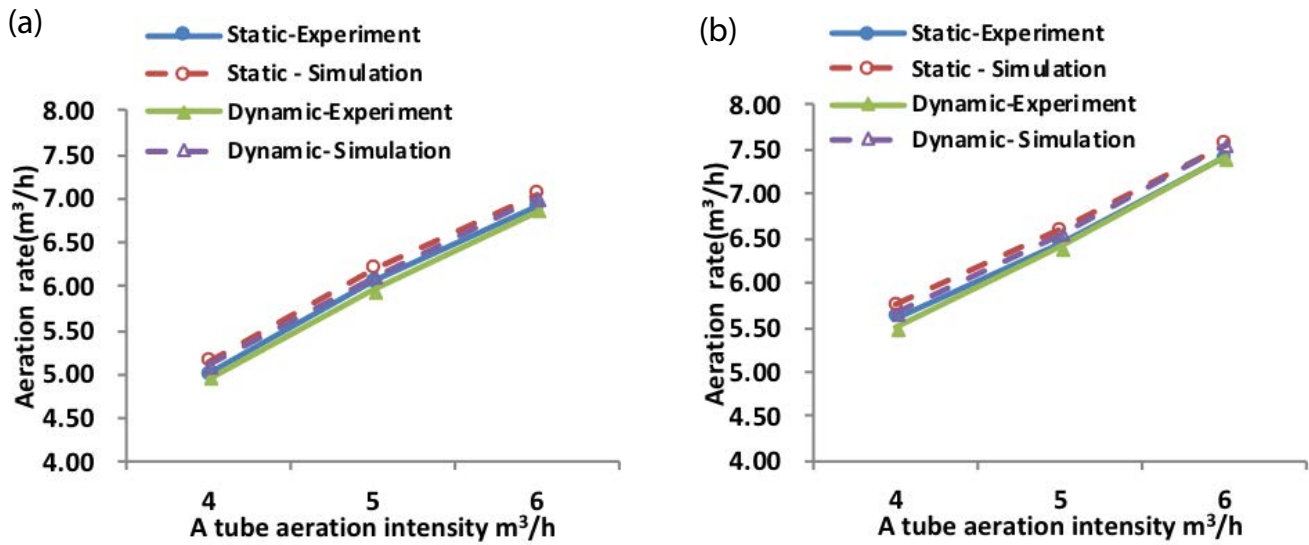 (a)
Static-Experiment
Static - Simulation
Dynamic-Experiment
Dynamic- Simulation
8.00
7.50
7.00
6.50
6.00
5.50
5.00
4.50
4.00
Aeration rate(m³/h)
4 5 6
A tube aeration intensity m³/h
(b)
Static-Experiment
Static - Simulation
Dynamic-Experiment
Dynamic- Simulation
8.00
7.50
7.00
6.50
6.00
5.50
5.00
4.50
4.00
Aeration rate(m³/h)
4 5 6
A tube aeration intensity m³/h